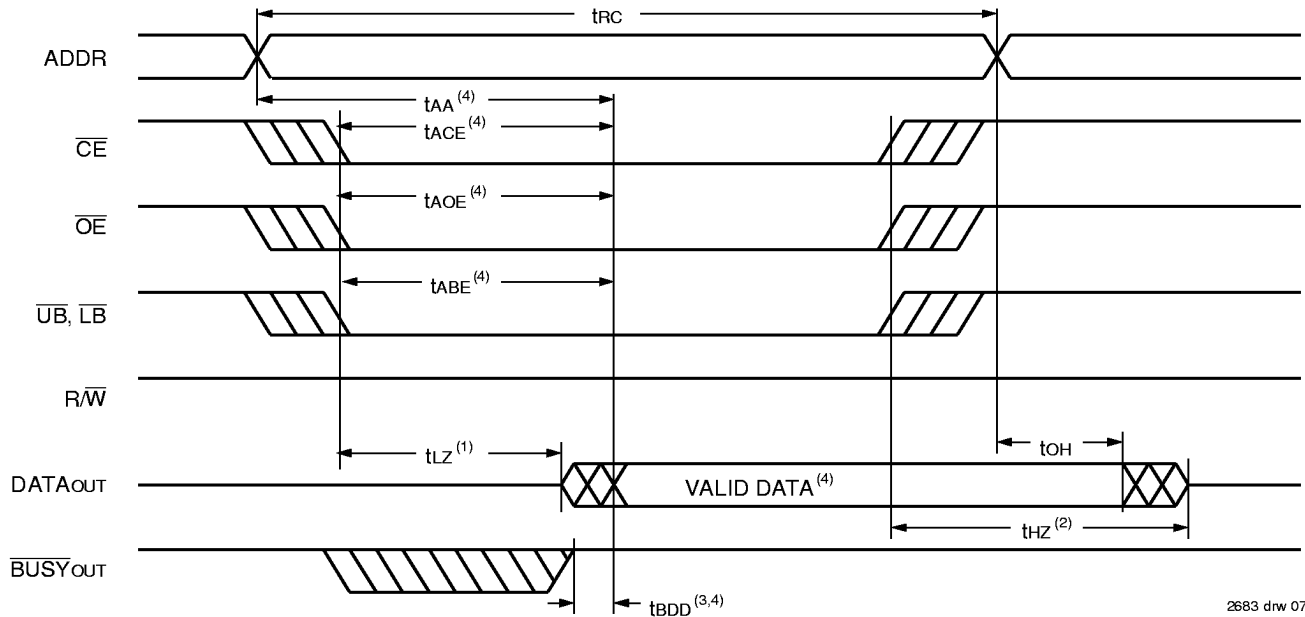 tRC
ADDR
tAA (4)
tACE (4)
CE
tAOE (4)
OE
tABE (4)
UB, LB
R/W
tLZ (1)
tOH
DATAOUT
VALID DATA (4)
tHZ (2)
BUSYOUT
tBDD (3,4)
2683 drw 07